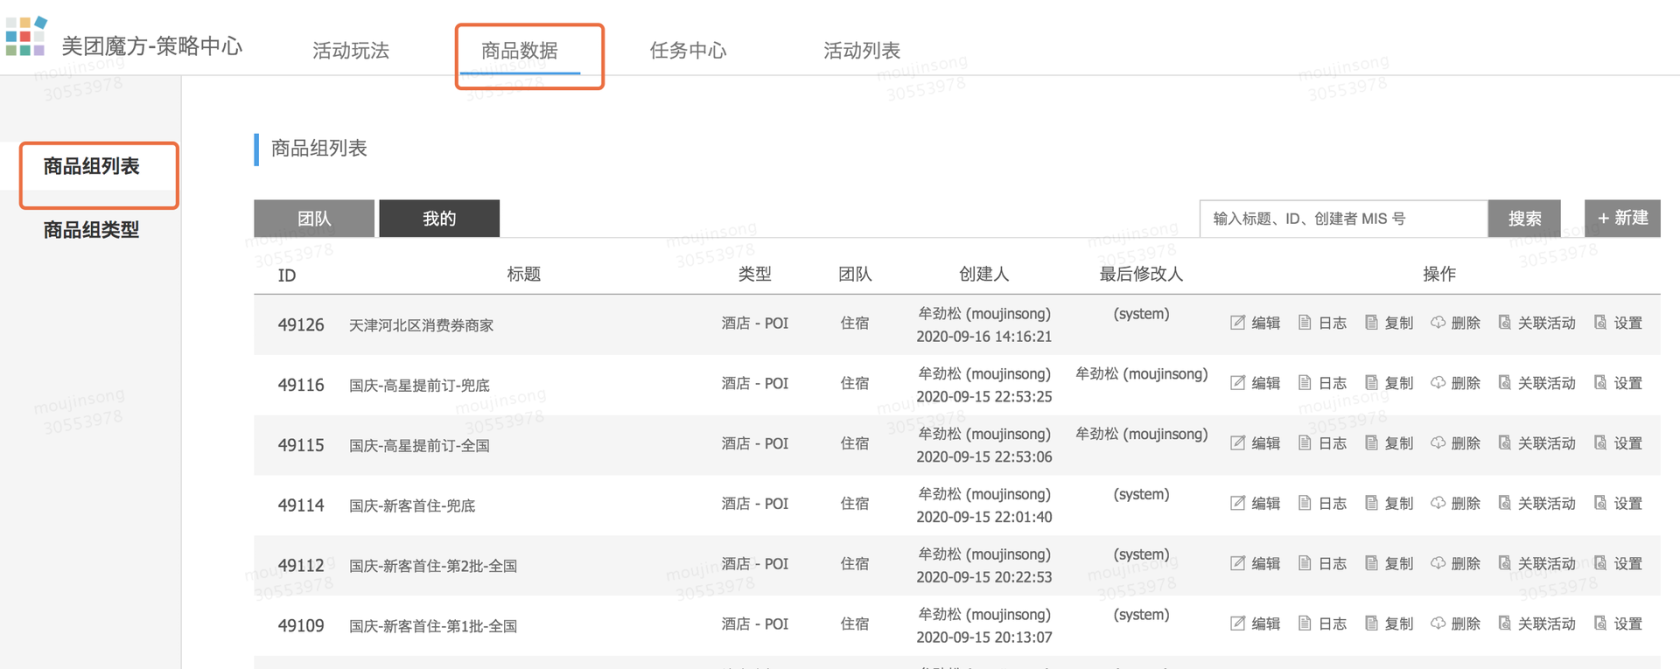 美团魔方-策略中心 活动玩法 商品数据 任务中心 活动列表
商品组列表
商品组类型
商品组列表
团队 我的 输入标题、ID、创建者 MIS 号 搜索 + 新建
ID 标题 类型 团队 创建人 最后修改人 操作
49126 天津河北区消费券商家 酒店 - POI 住宿 牟劲松 (moujinsong) (system) 编辑 日志 复制 删除 关联活动 设置
2020-09-16 14:16:21
49116 国庆-高星提前订-兜底 酒店 - POI 住宿 牟劲松 (moujinsong) 牟劲松 (moujinsong) 编辑 日志 复制 删除 关联活动 设置
2020-09-15 22:53:25
49115 国庆-高星提前订-全国 酒店 - POI 住宿 牟劲松 (moujinsong) 牟劲松 (moujinsong) 编辑 日志 复制 删除 关联活动 设置
2020-09-15 22:53:06
49114 国庆-新客首住-兜底 酒店 - POI 住宿 牟劲松 (moujinsong) (system) 编辑 日志 复制 删除 关联活动 设置
2020-09-15 22:01:40
49112 国庆-新客首住-第2批-全国 酒店 - POI 住宿 牟劲松 (moujinsong) (system) 编辑 日志 复制 删除 关联活动 设置
2020-09-15 20:22:53
49109 国庆-新客首住-第1批-全国 酒店 - POI 住宿 牟劲松 (moujinsong) (system) 编辑 日志 复制 删除 关联活动 设置
2020-09-15 20:13:07
moujinsong
30553978